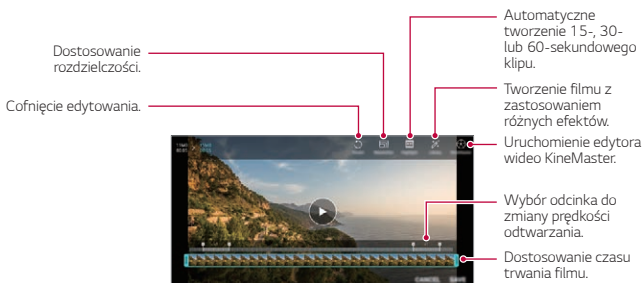 Automatyczne
tworzenie 15-, 30-
lub 60-sekundowego
klipu.
Dostosowanie
rozdzielczości.
Tworzenie filmu z
zastosowaniem
różnych efektów.
Cofnięcie edytowania.
Uruchomienie edytora
wideo KineMaster.
Wybór odcinka do
zmiany prędkości
odtwarzania.
Dostosowanie czasu
trwania filmu.
CANCEL SAVE